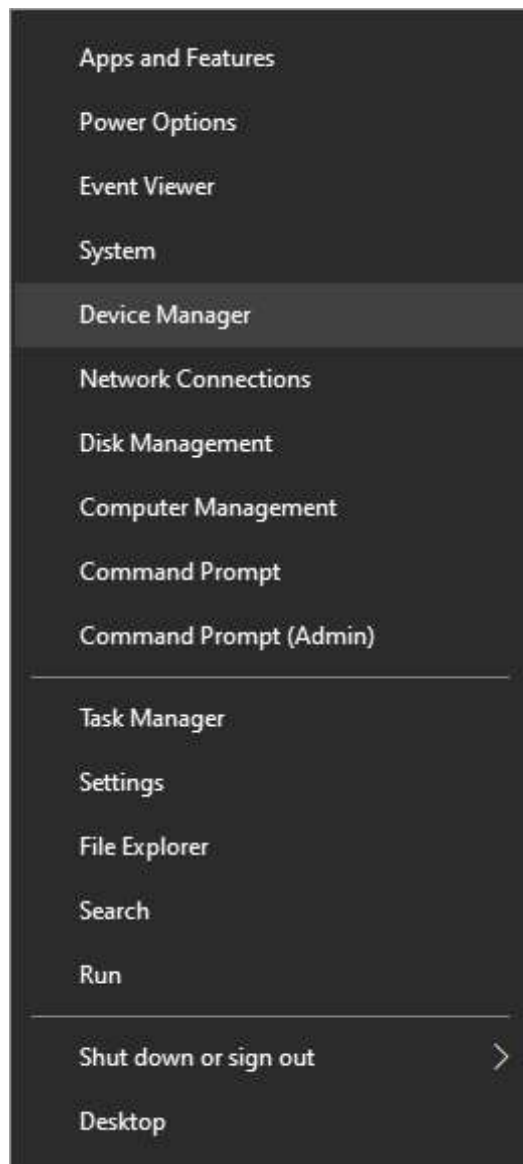 Apps and Features
Power Options
Event Viewer
System
Device Manager
Network Connections
Disk Management
Computer Management
Command Prompt
Command Prompt (Admin)
Task Manager
Settings
File Explorer
Search
Run
Shut down or sign out
Desktop